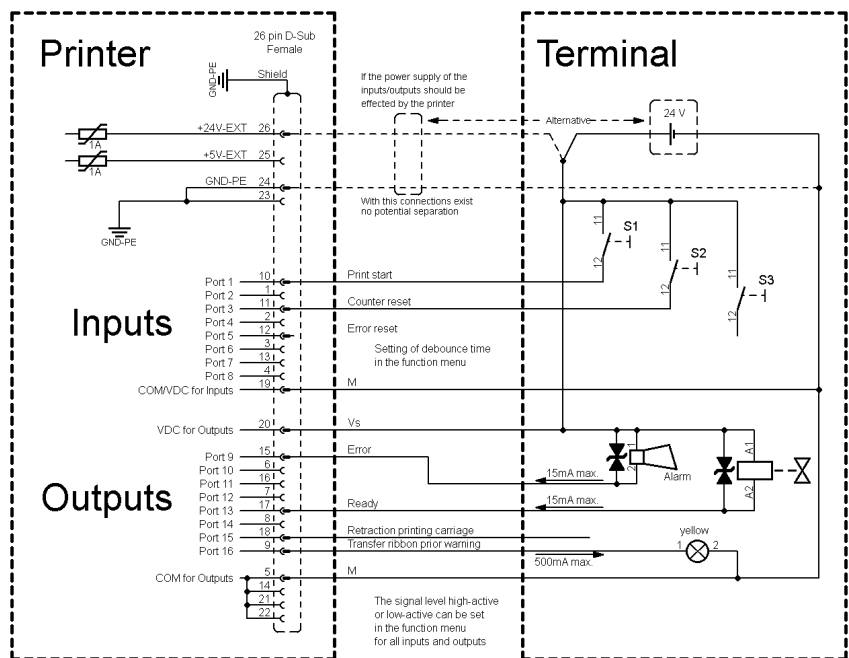 Printer
26 pin D-Sub
Female
Terminal
GND-PE
Shield
If the power supply of the
inputs/outputs should be
effected by the printer
Alternative
24 V
+24V-EXT 26
1A
+5V-EXT 25
1A
GND-PE 24
23
GND-PE
With this connections exist
no potential separation
11
S1
12
11
S2
12
11
S3
12
Inputs
Port 1 10 Print start
Port 2 1
Port 3 11 Counter reset
Port 4 2
Port 5 12 Error reset
Port 6 3
Port 7 13
Port 8 4
Setting of debounce time
in the function menu
COM/VDC for Inputs 19 M
VDC for Outputs 20 Vs
Outputs
Port 9 15 Error
Port 10 6
Port 11 16
Port 12 7
Port 13 17 Ready
Port 14 8
Port 15 18 Retraction printing carriage
Port 16 9 Transfer ribbon prior warning
15mA max.
15mA max.
500mA max.
1
2
Alarm
A1
A2
yellow
1 2
COM for Outputs 5 M
14
21
22
The signal level high-active
or low-active can be set
in the function menu
for all inputs and outputs